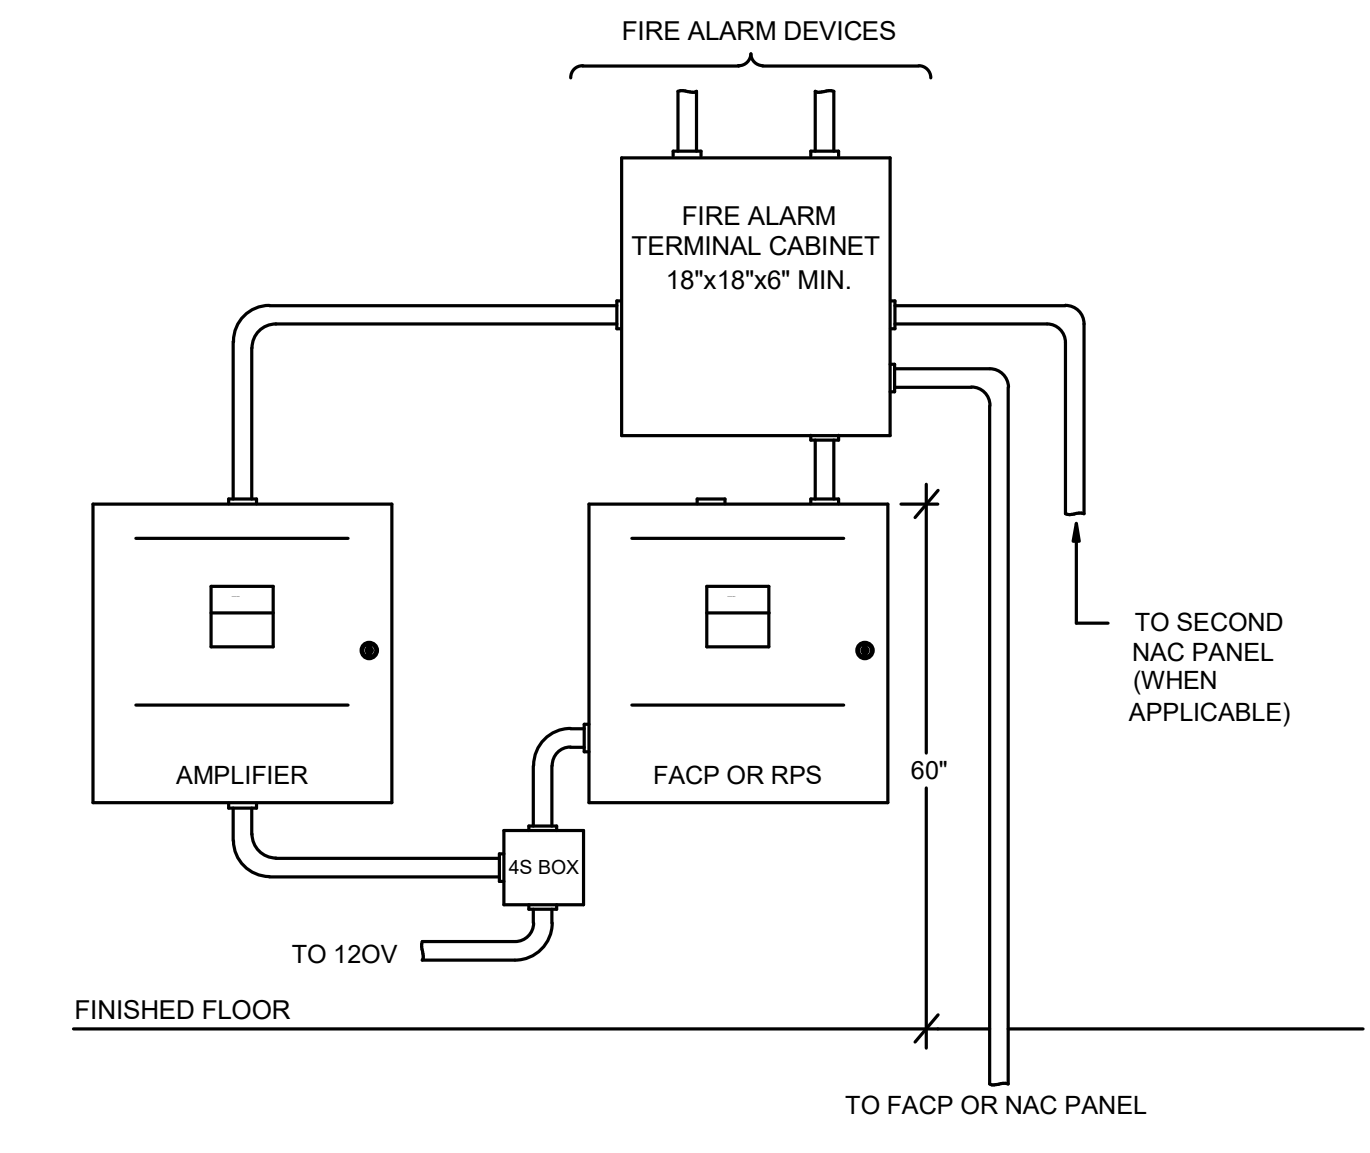 FIRE ALARM DEVICES
FIRE ALARM
TERMINAL CABINET
18"x18"x6" MIN.
TO SECOND
NAC PANEL
(WHEN
APPLICABLE)
AMPLIFIER
FACP OR RPS
60"
4S BOX
TO 12OV
FINISHED FLOOR
TO FACP OR NAC PANEL